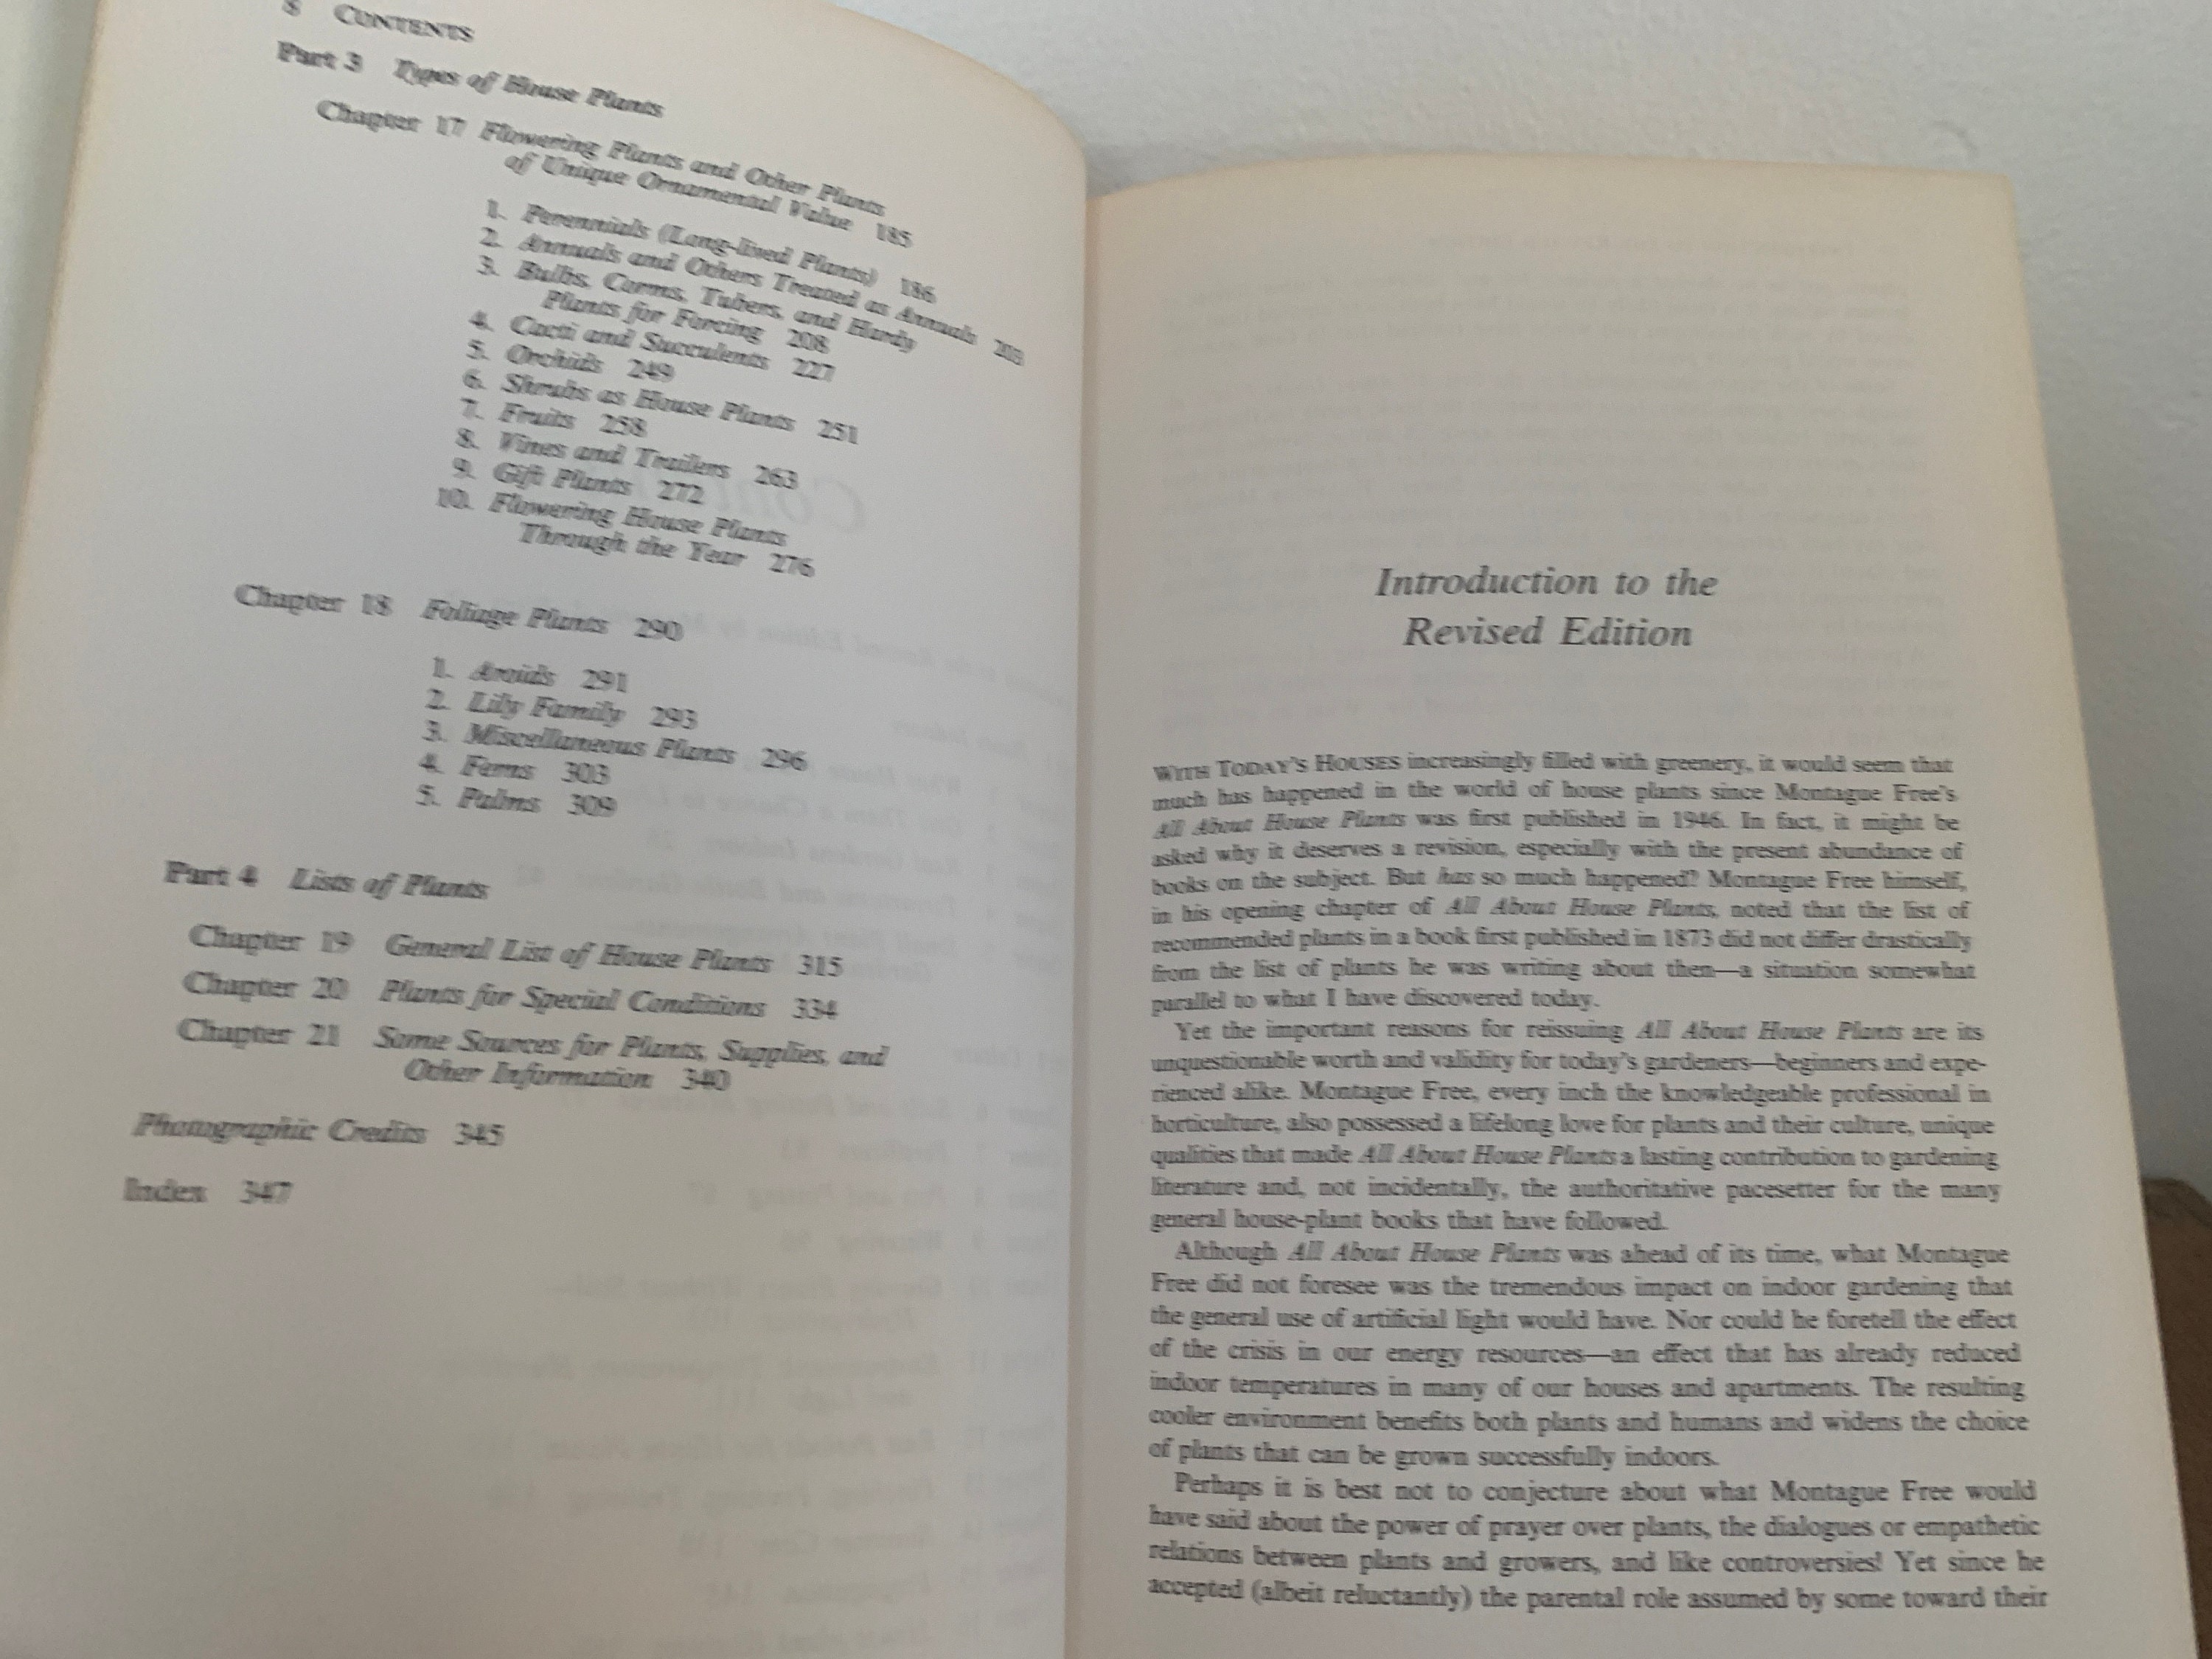 8 CONTENTS
Part 3 Types of House Plants
Chapter 17 Flowering Plants and Other Plants
of Unique Ornamental Value 185
1. Perennials (Long-lived Plants) 186
2. Annuals and Others Treated as Annuals
3. Bulbs, Corms, Tubers, and Hardy
Plants for Forcing 208
4. Cacti and Succulents 227
5. Orchids 249
6. Shrubs as House Plants 251
7. Fruits 258
8. Vines and Trailers 263
9. Gift Plants 272
10. Flowering House Plants
Through the Year 276
Chapter 18 Foliage Plants 290
1. Aroids 291
2. Lily Family 293
3. Miscellaneous Plants 296
4. Ferns 303
5. Palms 309
Part 4 Lists of Plants
Chapter 19 General List of House Plants 315
Chapter 20 Plants for Special Conditions 334
Chapter 21 Some Sources for Plants, Supplies, and
Other Information 340
Photographic Credits 345
Index 347
Introduction to the
Revised Edition
WITH TODAY'S HOUSES increasingly filled with greenery, it would seem that
much has happened in the world of house plants since Montague Free's
All About House Plants was first published in 1946. In fact, it might be
asked why it deserves a revision, especially with the present abundance of
books on the subject. But has so much happened? Montague Free himself,
in his opening chapter of All About House Plants, noted that the list of
recommended plants in a book first published in 1873 did not differ drastically
from the list of plants he was writing about then—a situation somewhat
parallel to what I have discovered today.
Yet the important reasons for reissuing All About House Plants are its
unquestionable worth and validity for today's gardeners—beginners and expe-
rienced alike. Montague Free, every inch the knowledgeable professional in
horticulture, also possessed a lifelong love for plants and their culture, unique
qualities that made All About House Plants a lasting contribution to gardening
literature and, not incidentally, the authoritative pacesetter for the many
general house-plant books that have followed.
Although All About House Plants was ahead of its time, what Montague
Free did not foresee was the tremendous impact on indoor gardening that
the general use of artificial light would have. Nor could he foretell the effect
of the crisis in our energy resources—an effect that has already reduced
indoor temperatures in many of our houses and apartments. The resulting
cooler environment benefits both plants and humans and widens the choice
of plants that can be grown successfully indoors.
Perhaps it is best not to conjecture about what Montague Free would
have said about the power of prayer over plants, the dialogues or empathetic
relations between plants and growers, and like controversies! Yet since he
accepted (albeit reluctantly) the parental role assumed by some toward their